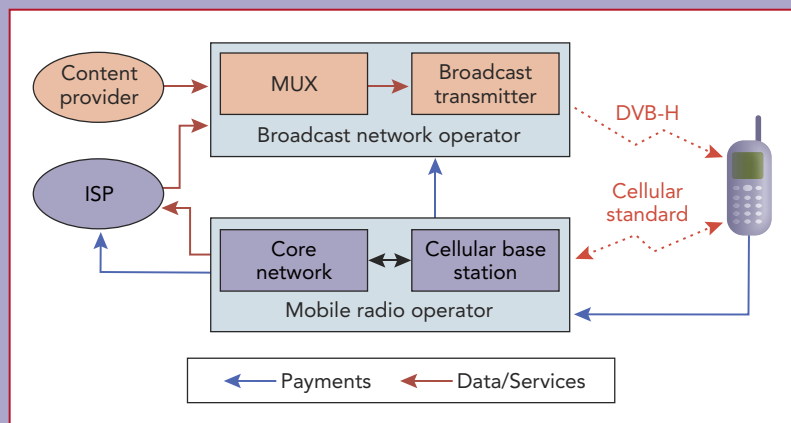 Content
provider
MUX
Broadcast
transmitter
Broadcast network operator
DVB-H
ISP
Cellular
standard
Core
network
Cellular base
station
Mobile radio operator
Payments
Data/Services